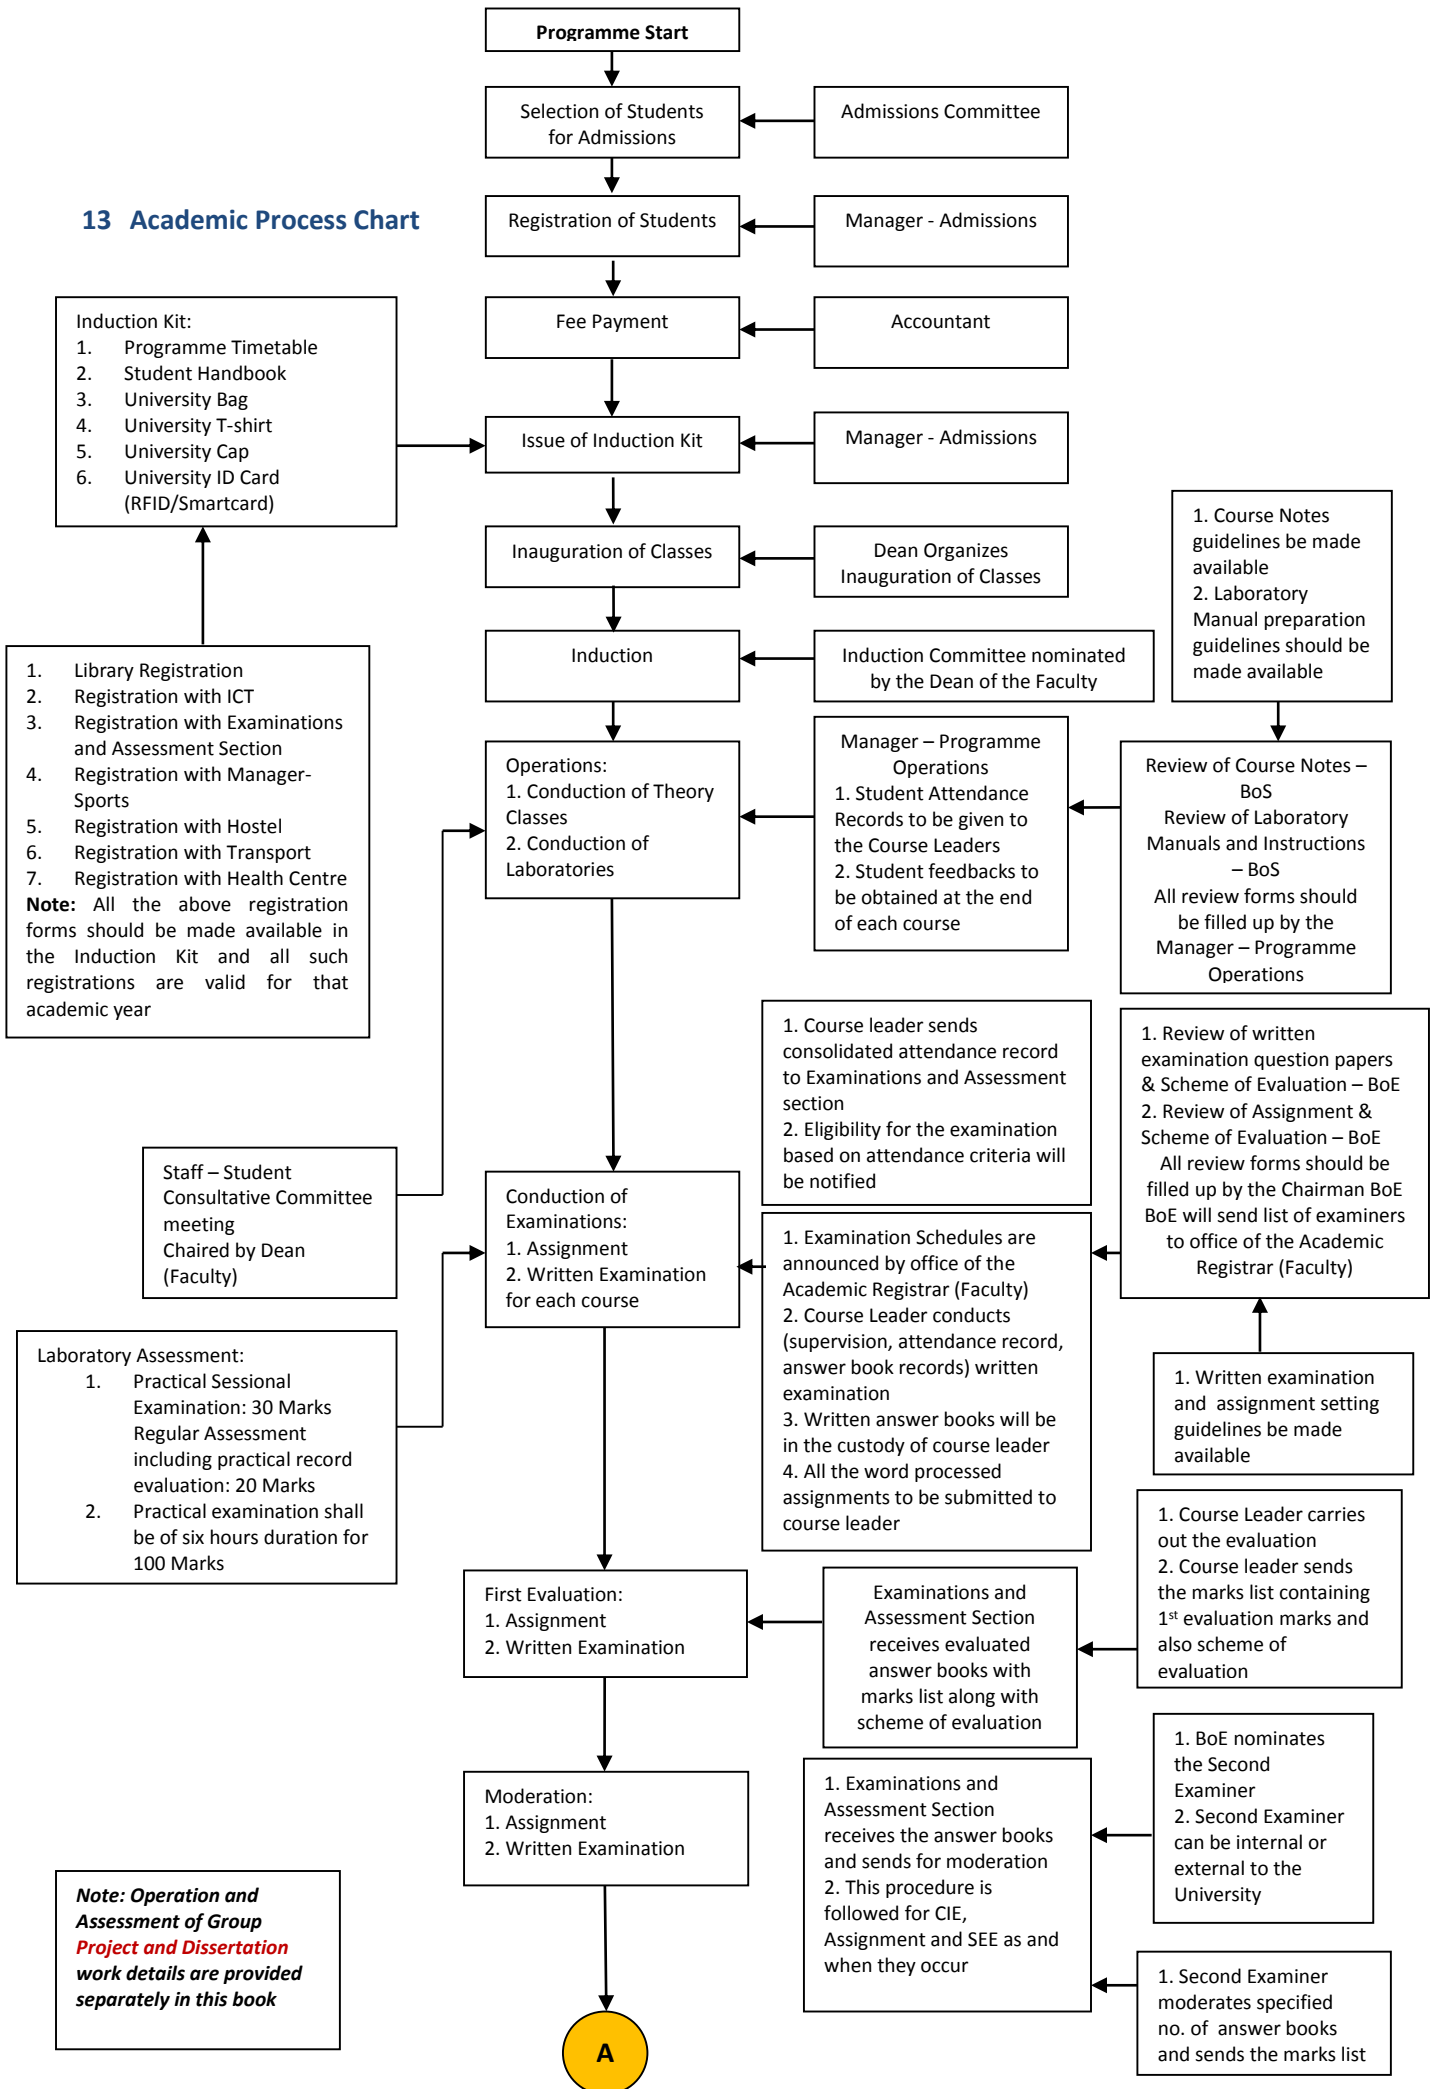 Programme Start
Selection of Students
for Admissions
Admissions Committee
13 Academic Process Chart
Registration of Students
Manager - Admissions
Fee Payment
Accountant
Induction Kit:
1. Programme Timetable
2. Student Handbook
3. University Bag
4. University T-shirt
5. University Cap
6. University ID Card
(RFID/Smartcard)
Issue of Induction Kit
Manager - Admissions
Inauguration of Classes
Dean Organizes
Inauguration of Classes
1. Course Notes
guidelines be made
available
2. Laboratory
Manual preparation
guidelines should be
made available
1. Library Registration
2. Registration with ICT
3. Registration with Examinations
and Assessment Section
4. Registration with Manager-
Sports
5. Registration with Hostel
6. Registration with Transport
7. Registration with Health Centre
Note: All the above registration
forms should be made available in
the Induction Kit and all such
registrations are valid for that
academic year
Induction
Induction Committee nominated
by the Dean of the Faculty
Operations:
1. Conduction of Theory
Classes
2. Conduction of
Laboratories
Manager – Programme
Operations
1. Student Attendance
Records to be given to
the Course Leaders
2. Student feedbacks to
be obtained at the end
of each course
Review of Course Notes –
BoS
Review of Laboratory
Manuals and Instructions
– BoS
All review forms should
be filled up by the
Manager – Programme
Operations
1. Course leader sends
consolidated attendance record
to Examinations and Assessment
section
2. Eligibility for the examination
based on attendance criteria will
be notified
1. Review of written
examination question papers
& Scheme of Evaluation – BoE
2. Review of Assignment &
Scheme of Evaluation – BoE
All review forms should be
filled up by the Chairman BoE
BoE will send list of examiners
to office of the Academic
Registrar (Faculty)
Staff – Student
Consultative Committee
meeting
Chaired by Dean
(Faculty)
Conduction of
Examinations:
1. Assignment
2. Written Examination
for each course
1. Examination Schedules are
announced by office of the
Academic Registrar (Faculty)
2. Course Leader conducts
(supervision, attendance record,
answer book records) written
examination
3. Written answer books will be
in the custody of course leader
4. All the word processed
assignments to be submitted to
course leader
Laboratory Assessment:
1. Practical Sessional
Examination: 30 Marks
Regular Assessment
including practical record
evaluation: 20 Marks
2. Practical examination shall
be of six hours duration for
100 Marks
1. Written examination
and assignment setting
guidelines be made
available
First Evaluation:
1. Assignment
2. Written Examination
Examinations and
Assessment Section
receives evaluated
answer books with
marks list along with
scheme of evaluation
1. Course Leader carries
out the evaluation
2. Course leader sends
the marks list containing
1st evaluation marks and
also scheme of
evaluation
Moderation:
1. Assignment
2. Written Examination
1. Examinations and
Assessment Section
receives the answer books
and sends for moderation
2. This procedure is
followed for CIE,
Assignment and SEE as and
when they occur
1. BoE nominates
the Second
Examiner
2. Second Examiner
can be internal or
external to the
University
Note: Operation and
Assessment of Group
Project and Dissertation
work details are provided
separately in this book
1. Second Examiner
moderates specified
no. of answer books
and sends the marks list
A